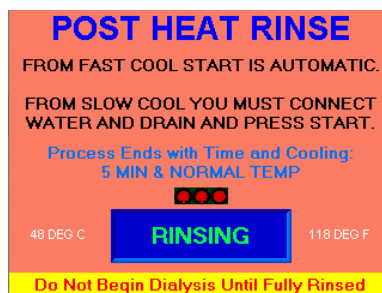 POST HEAT RINSE
FROM FAST COOL START IS AUTOMATIC.
FROM SLOW COOL YOU MUST CONNECT
WATER AND DRAIN AND PRESS START.
Process Ends with Time and Cooling:
5 MIN & NORMAL TEMP
48 DEG C
RINSING
118 DEG F
Do Not Begin Dialysis Until Fully Rinsed